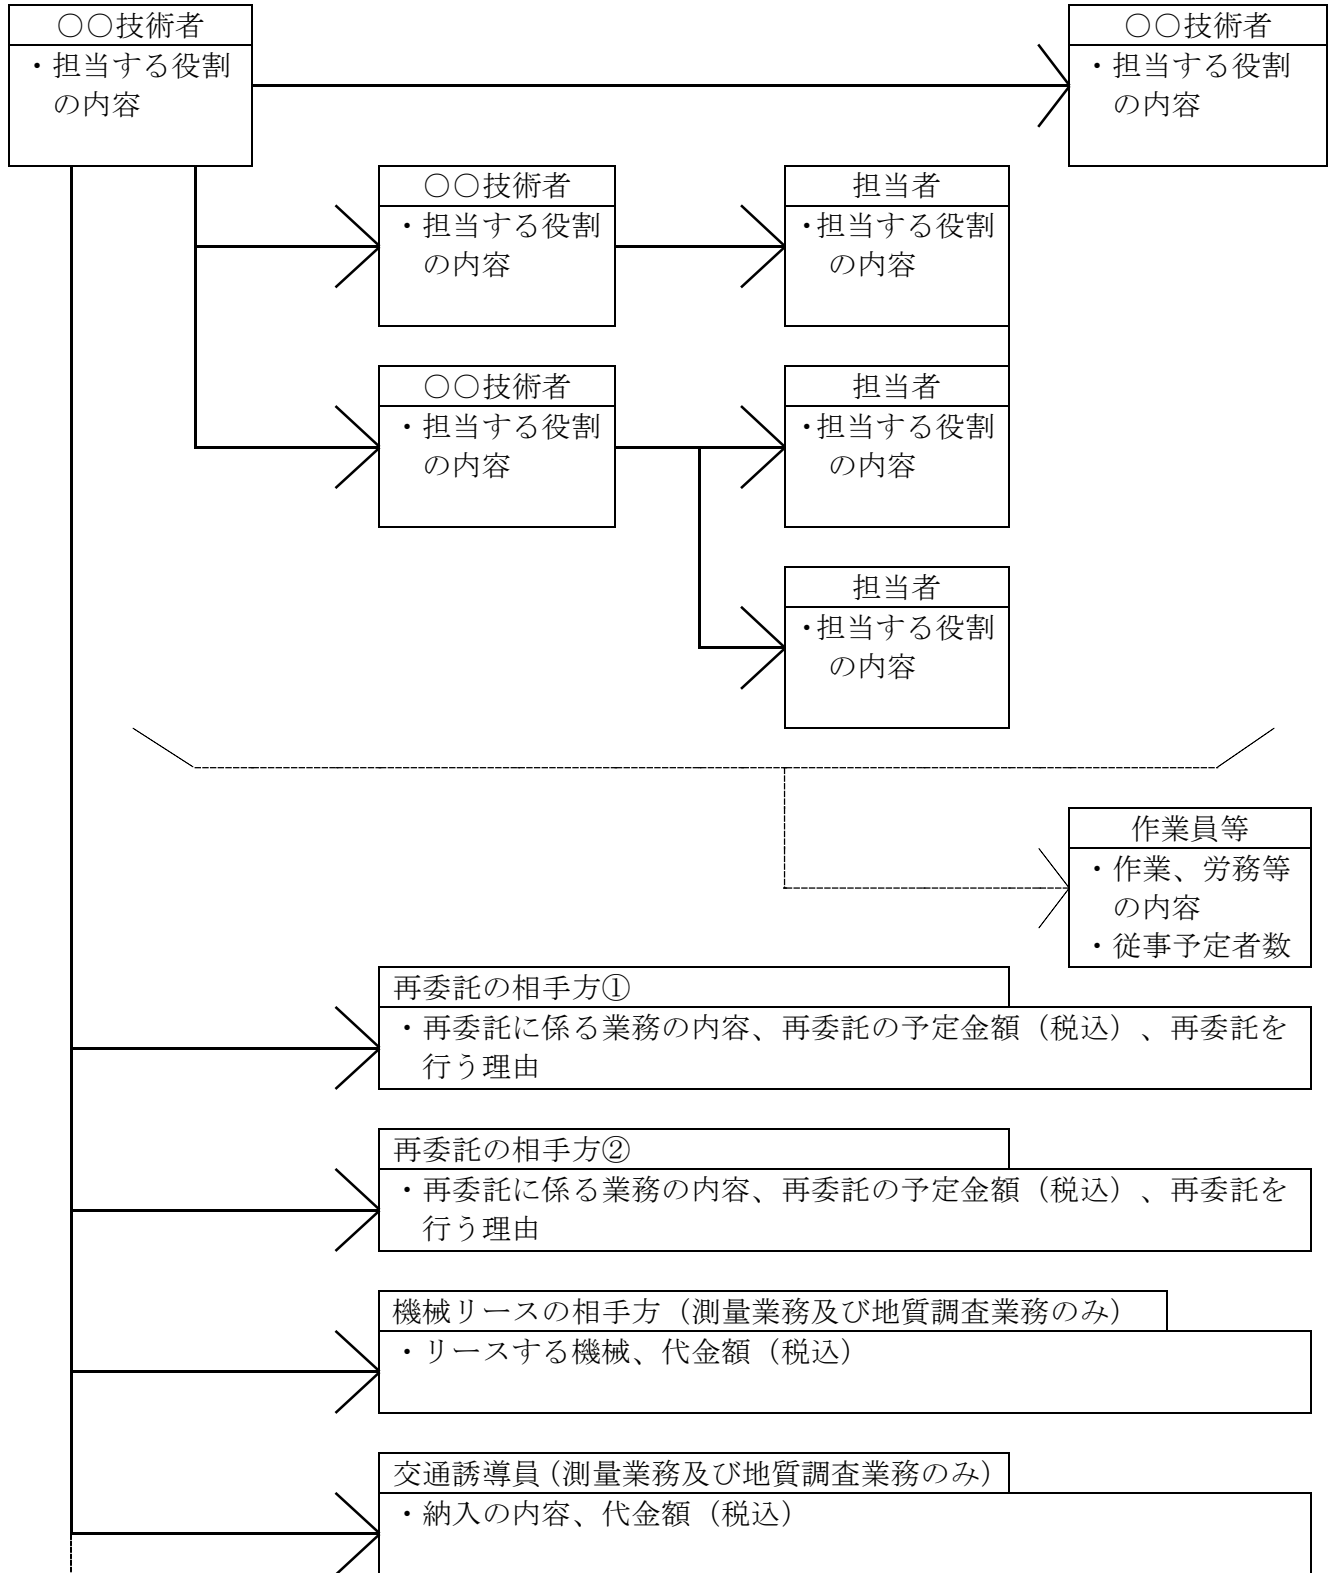 〇〇技術者
・担当する役割
の内容
〇〇技術者
・担当する役割
の内容
〇〇技術者
・担当する役割
の内容
担当者
・担当する役割
の内容
〇〇技術者
・担当する役割
の内容
担当者
・担当する役割
の内容
担当者
・担当する役割
の内容
作業員等
・作業、労務等
の内容
・従事予定者数
再委託の相手方①
・再委託に係る業務の内容、再委託の予定金額（税込）、再委託を
行う理由
再委託の相手方②
・再委託に係る業務の内容、再委託の予定金額（税込）、再委託を
行う理由
機械リースの相手方（測量業務及び地質調査業務のみ）
・リースする機械、代金額（税込）
交通誘導員（測量業務及び地質調査業務のみ）
・納入の内容、代金額（税込）